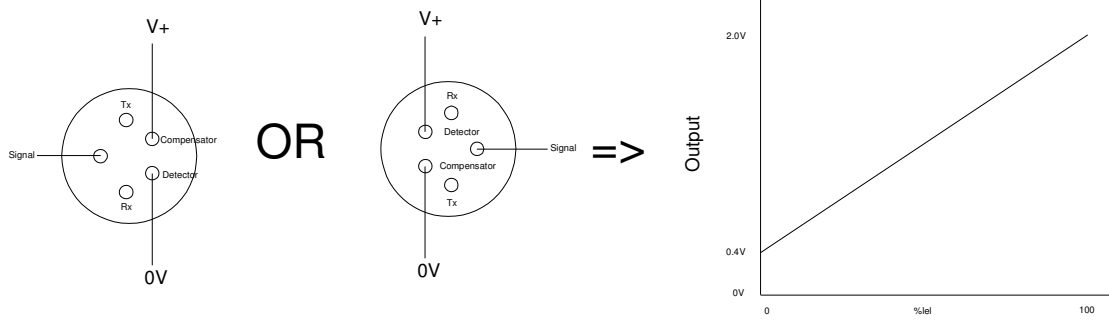 V+
Tx
Compensator
Signal
Detector
Rx
0V
OR
V+
Rx
Detector
Signal
Compensator
Tx
0V
=>
Output
2.0V
0.4V
0V
0
%lel
100